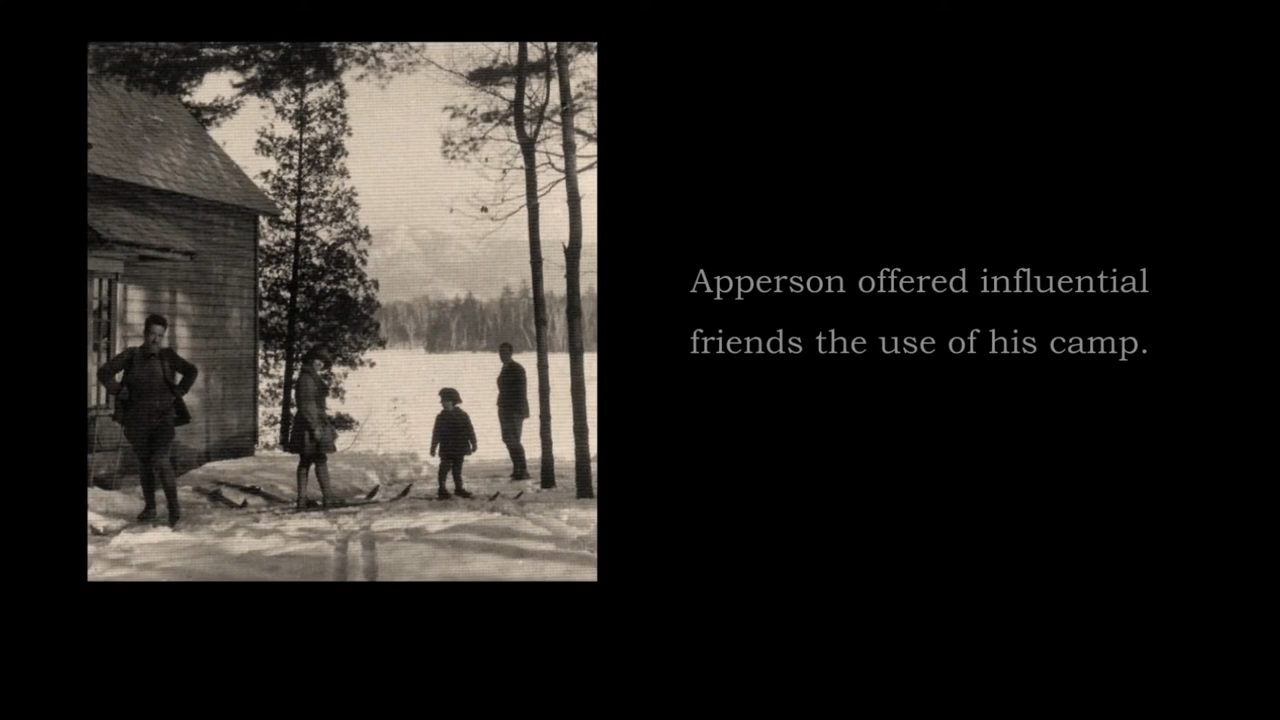 Apperson offered influential
friends the use of his camp.